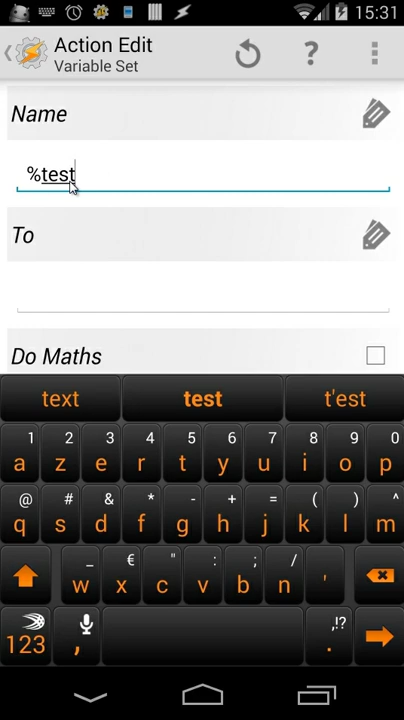 15:31
Action Edit
Variable Set
?
Name
%test
To
Do Maths
text test t'est
1 2 3 4 5 6 7 8 9 0
a z e r t y u i o p
@ # & * - + = ( ) ^
q s d f g h j k l m
_ € " : ; /
w x c v b n '
,!?
123 , .